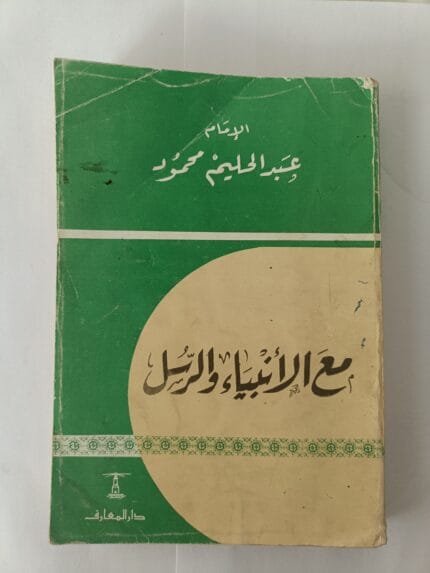 الإمام
عبد الحليم محمود
مع الأنبياء والرسل
دار المعارف